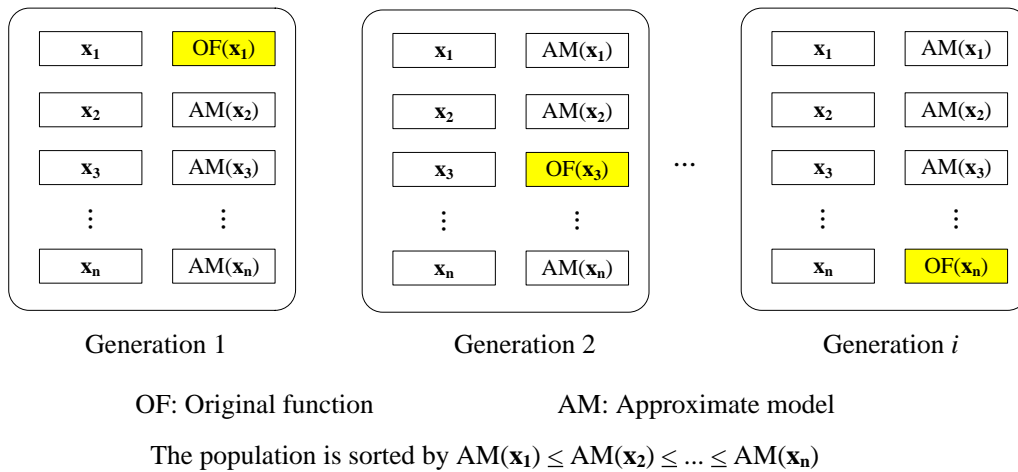 x1 OF(x1)
x2 AM(x2)
x3 AM(x3)
⋮ ⋮
xn AM(xn)
Generation 1
x1 AM(x1)
x2 AM(x2)
x3 OF(x3)
⋮ ⋮
xn AM(xn)
Generation 2
...
x1 AM(x1)
x2 AM(x2)
x3 AM(x3)
⋮ ⋮
xn OF(xn)
Generation i
OF: Original function AM: Approximate model
The population is sorted by AM(x1) ≤ AM(x2) ≤ ... ≤ AM(xn)